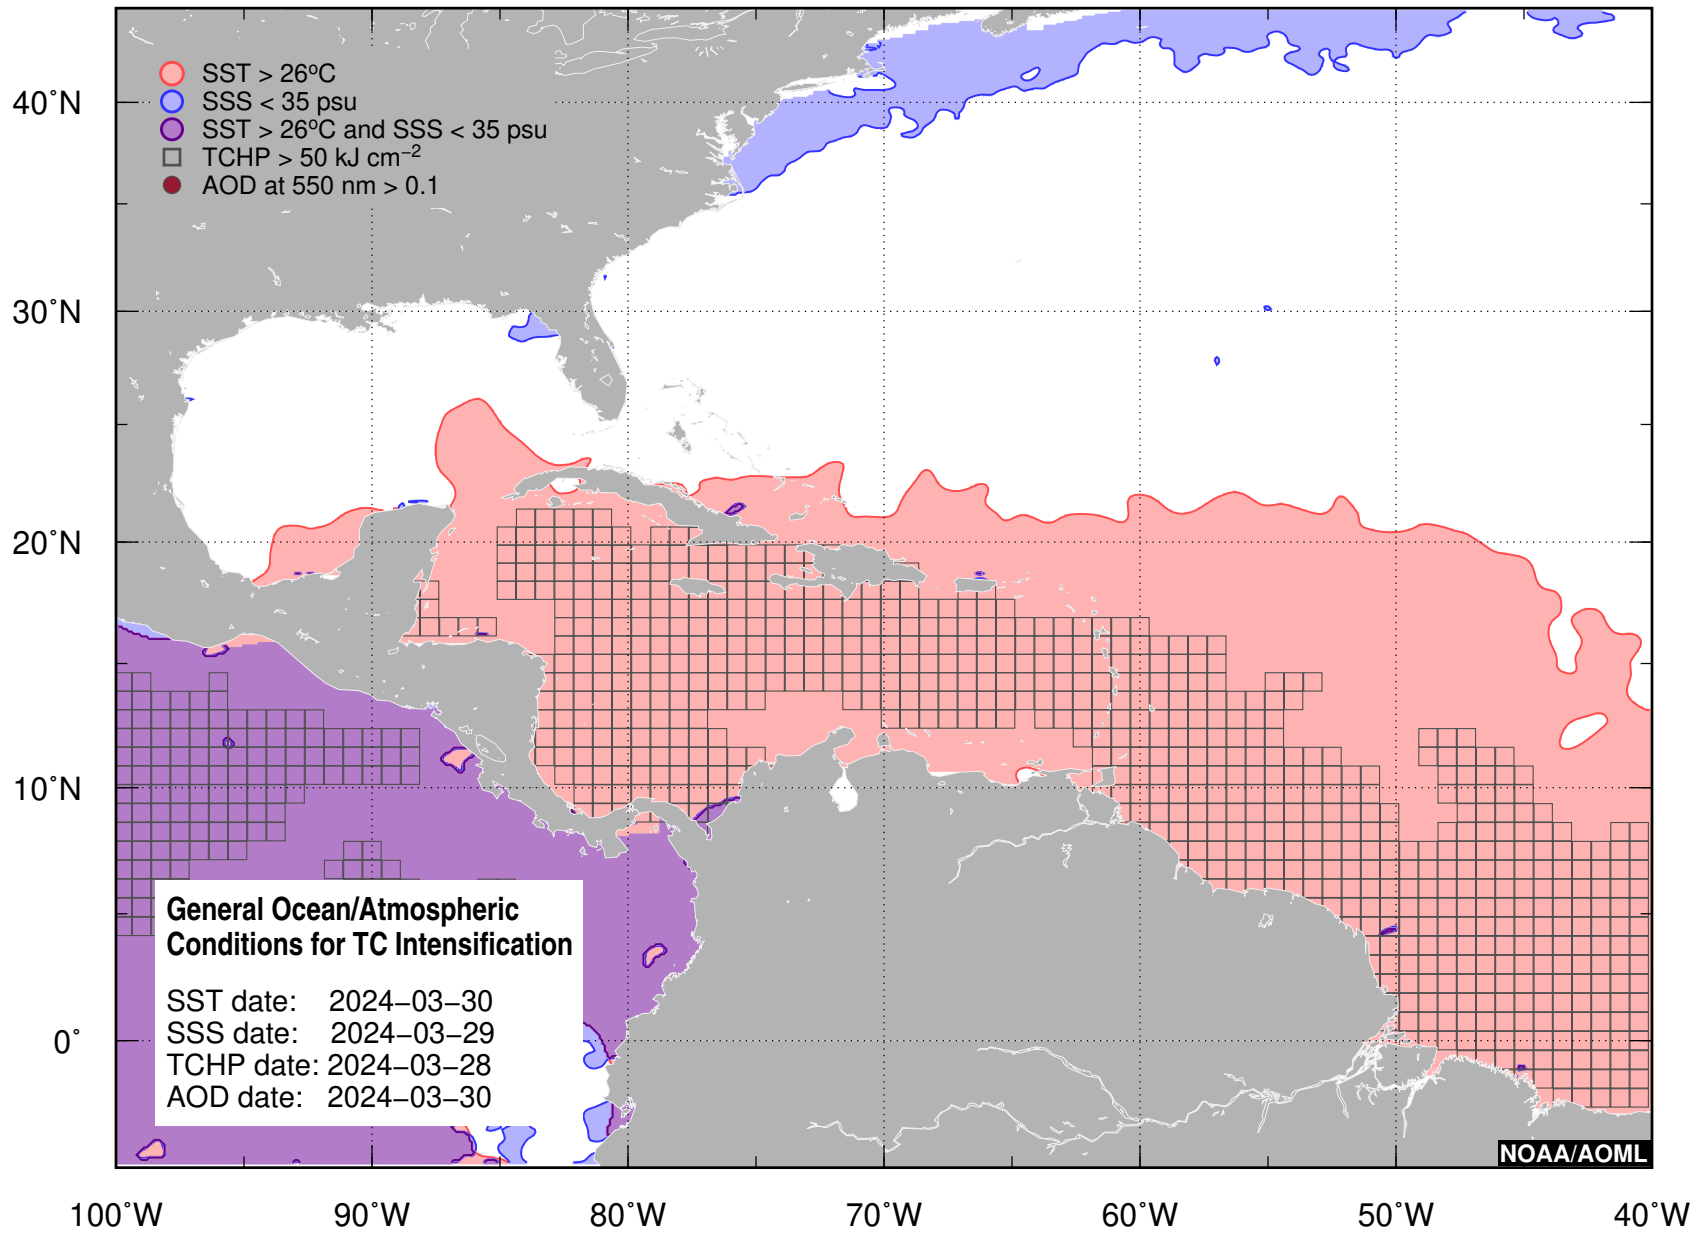 SST > 26°C
SSS < 35 psu
SST > 26°C and SSS < 35 psu
TCHP > 50 kJ cm−2
AOD at 550 nm > 0.1
40°N
30°N
20°N
10°N
0°
General Ocean/Atmospheric
Conditions for TC Intensification
SST date: 2024−03−30
SSS date: 2024−03−29
TCHP date: 2024−03−28
AOD date: 2024−03−30
NOAA/AOML
100°W 90°W 80°W 70°W 60°W 50°W 40°W